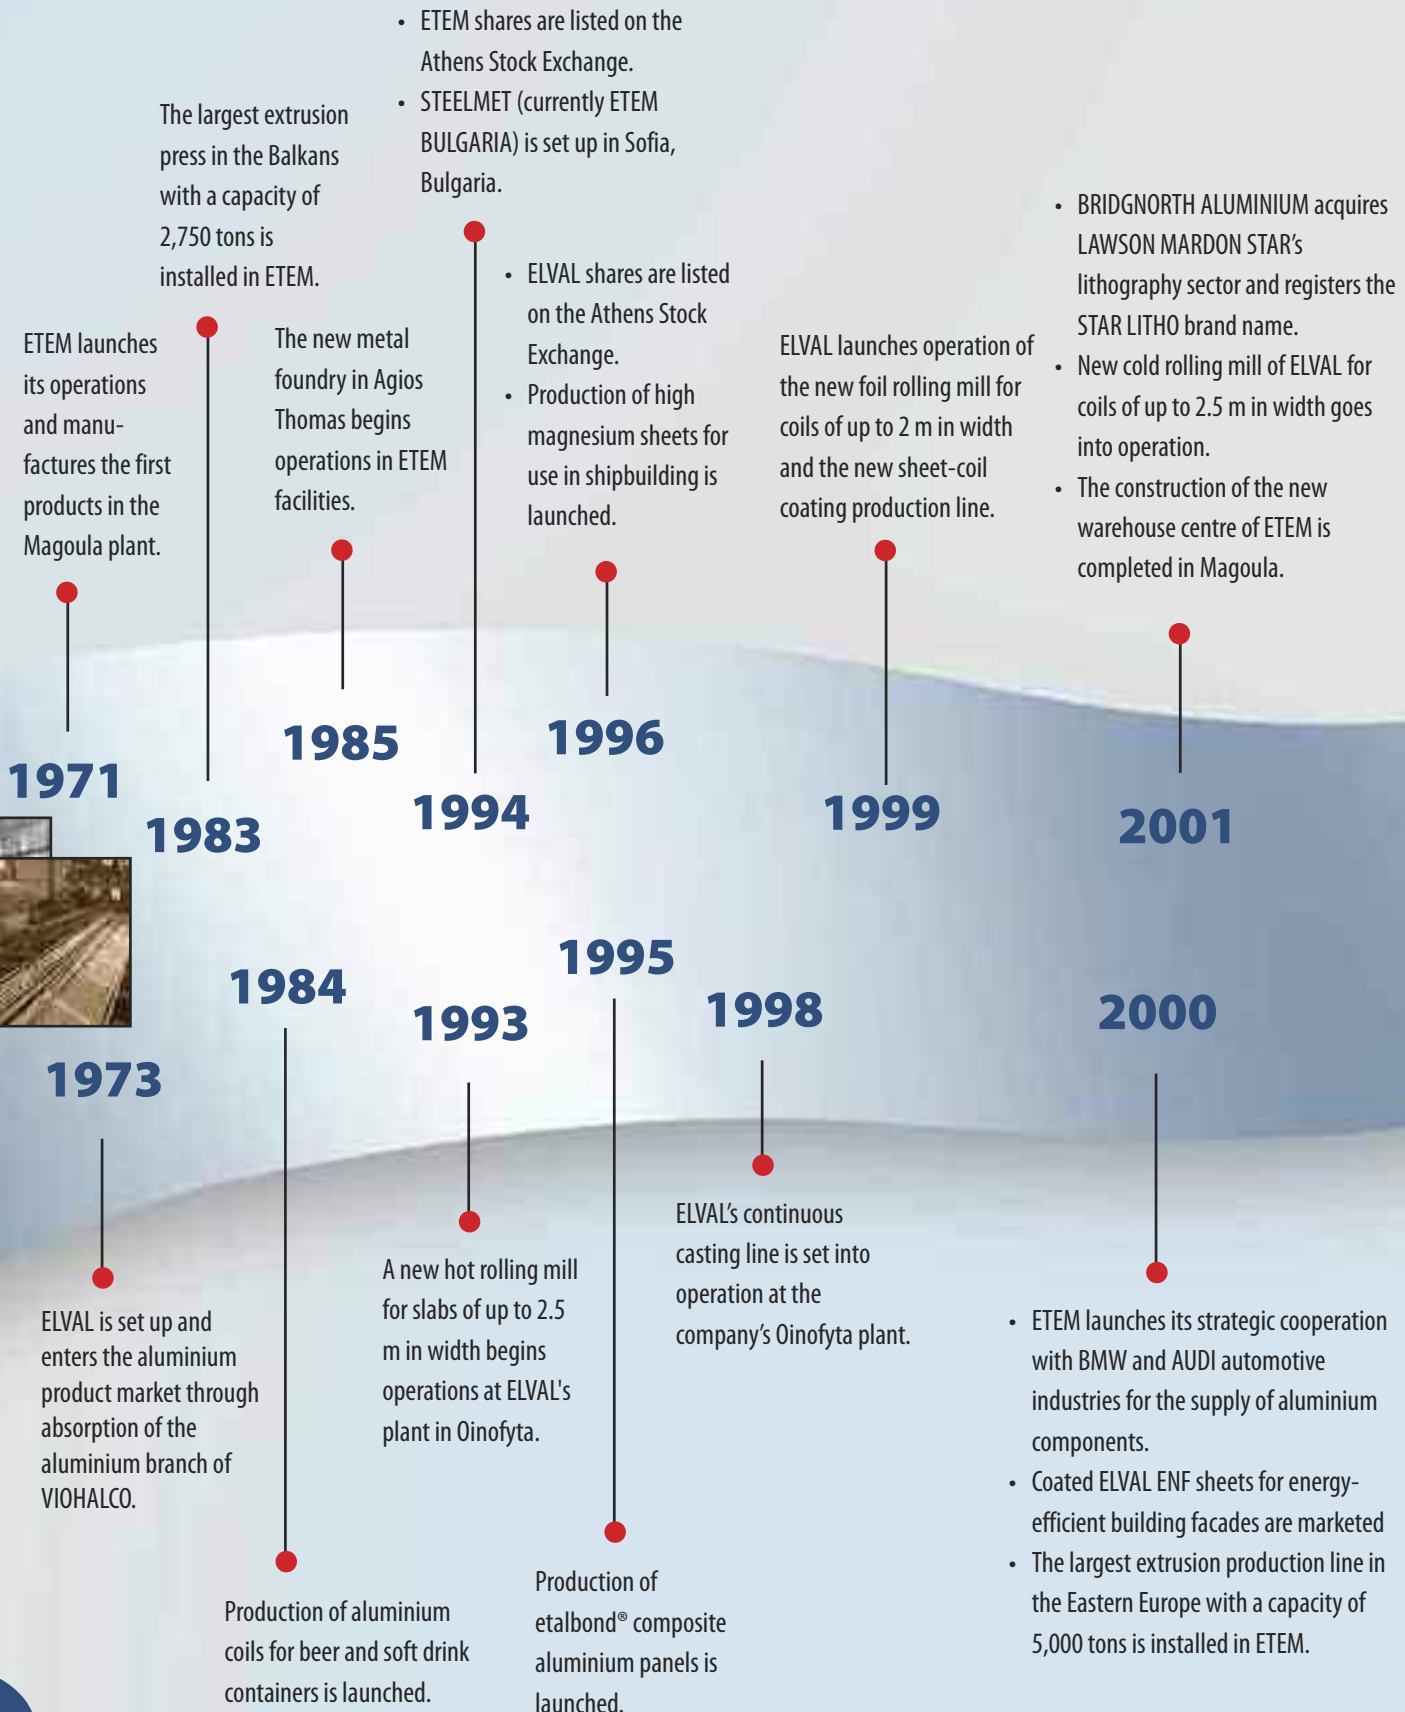 • ETEM shares are listed on the
Athens Stock Exchange.
• STEELMET (currently ETEM
BULGARIA) is set up in Sofia,
Bulgaria.
The largest extrusion
press in the Balkans
with a capacity of
2,750 tons is
installed in ETEM.
• BRIDGNORTH ALUMINIUM acquires
LAWSON MARDON STAR’s
lithography sector and registers the
STAR LITHO brand name.
• New cold rolling mill of ELVAL for
coils of up to 2.5 m in width goes
into operation.
• The construction of the new
warehouse centre of ETEM is
completed in Magoula.
• ELVAL shares are listed
on the Athens Stock
Exchange.
• Production of high
magnesium sheets for
use in shipbuilding is
launched.
ETEM launches
its operations
and manu-
factures the first
products in the
Magoula plant.
The new metal
foundry in Agios
Thomas begins
operations in ETEM
facilities.
ELVAL launches operation of
the new foil rolling mill for
coils of up to 2 m in width
and the new sheet-coil
coating production line.
1971
1983
1985
1994
1996
1999
2001
1973
1984
1993
1995
1998
2000
ELVAL is set up and
enters the aluminium
product market through
absorption of the
aluminium branch of
VIOHALCO.
Production of aluminium
coils for beer and soft drink
containers is launched.
A new hot rolling mill
for slabs of up to 2.5
m in width begins
operations at ELVAL's
plant in Oinofyta.
Production of
etalbond® composite
aluminium panels is
launched.
ELVAL’s continuous
casting line is set into
operation at the
company’s Oinofyta plant.
• ETEM launches its strategic cooperation
with BMW and AUDI automotive
industries for the supply of aluminium
components.
• Coated ELVAL ENF sheets for energy-
efficient building facades are marketed
• The largest extrusion production line in
the Eastern Europe with a capacity of
5,000 tons is installed in ETEM.